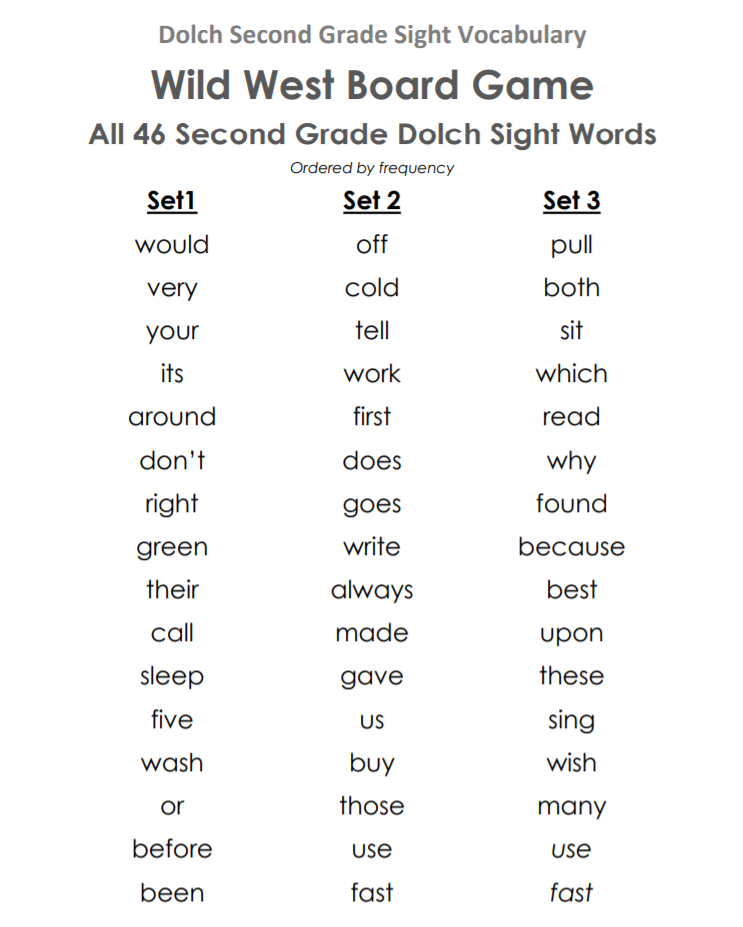 Dolch Second Grade Sight Vocabulary
Wild West Board Game
All 46 Second Grade Dolch Sight Words
Ordered by frequency
Set1 Set 2 Set 3
would off pull
very cold both
your tell sit
its work which
around first read
don't does why
right goes found
green write because
their always best
call made upon
sleep gave these
five us sing
wash buy wish
or those many
before use use
been fast fast